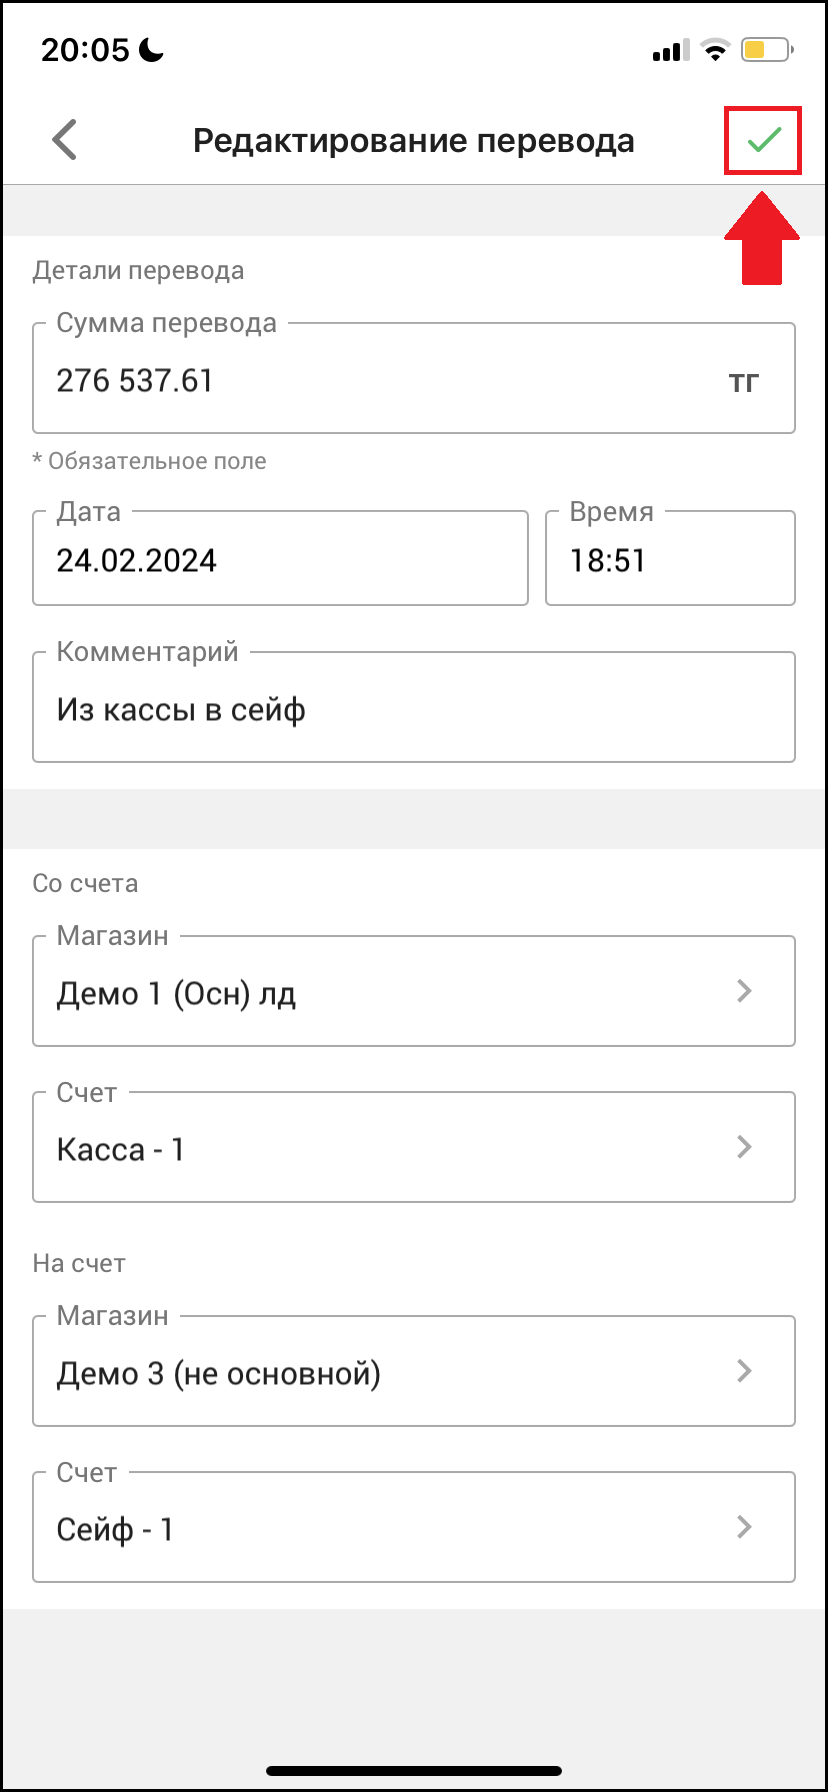 20:05
Редактирование перевода
Детали перевода
Сумма перевода
276 537.61 тг
* Обязательное поле
Дата Время
24.02.2024 18:51
Комментарий
Из кассы в сейф
Со счета
Магазин
Демо 1 (Осн) лд
Счет
Касса - 1
На счет
Магазин
Демо 3 (не основной)
Счет
Сейф - 1